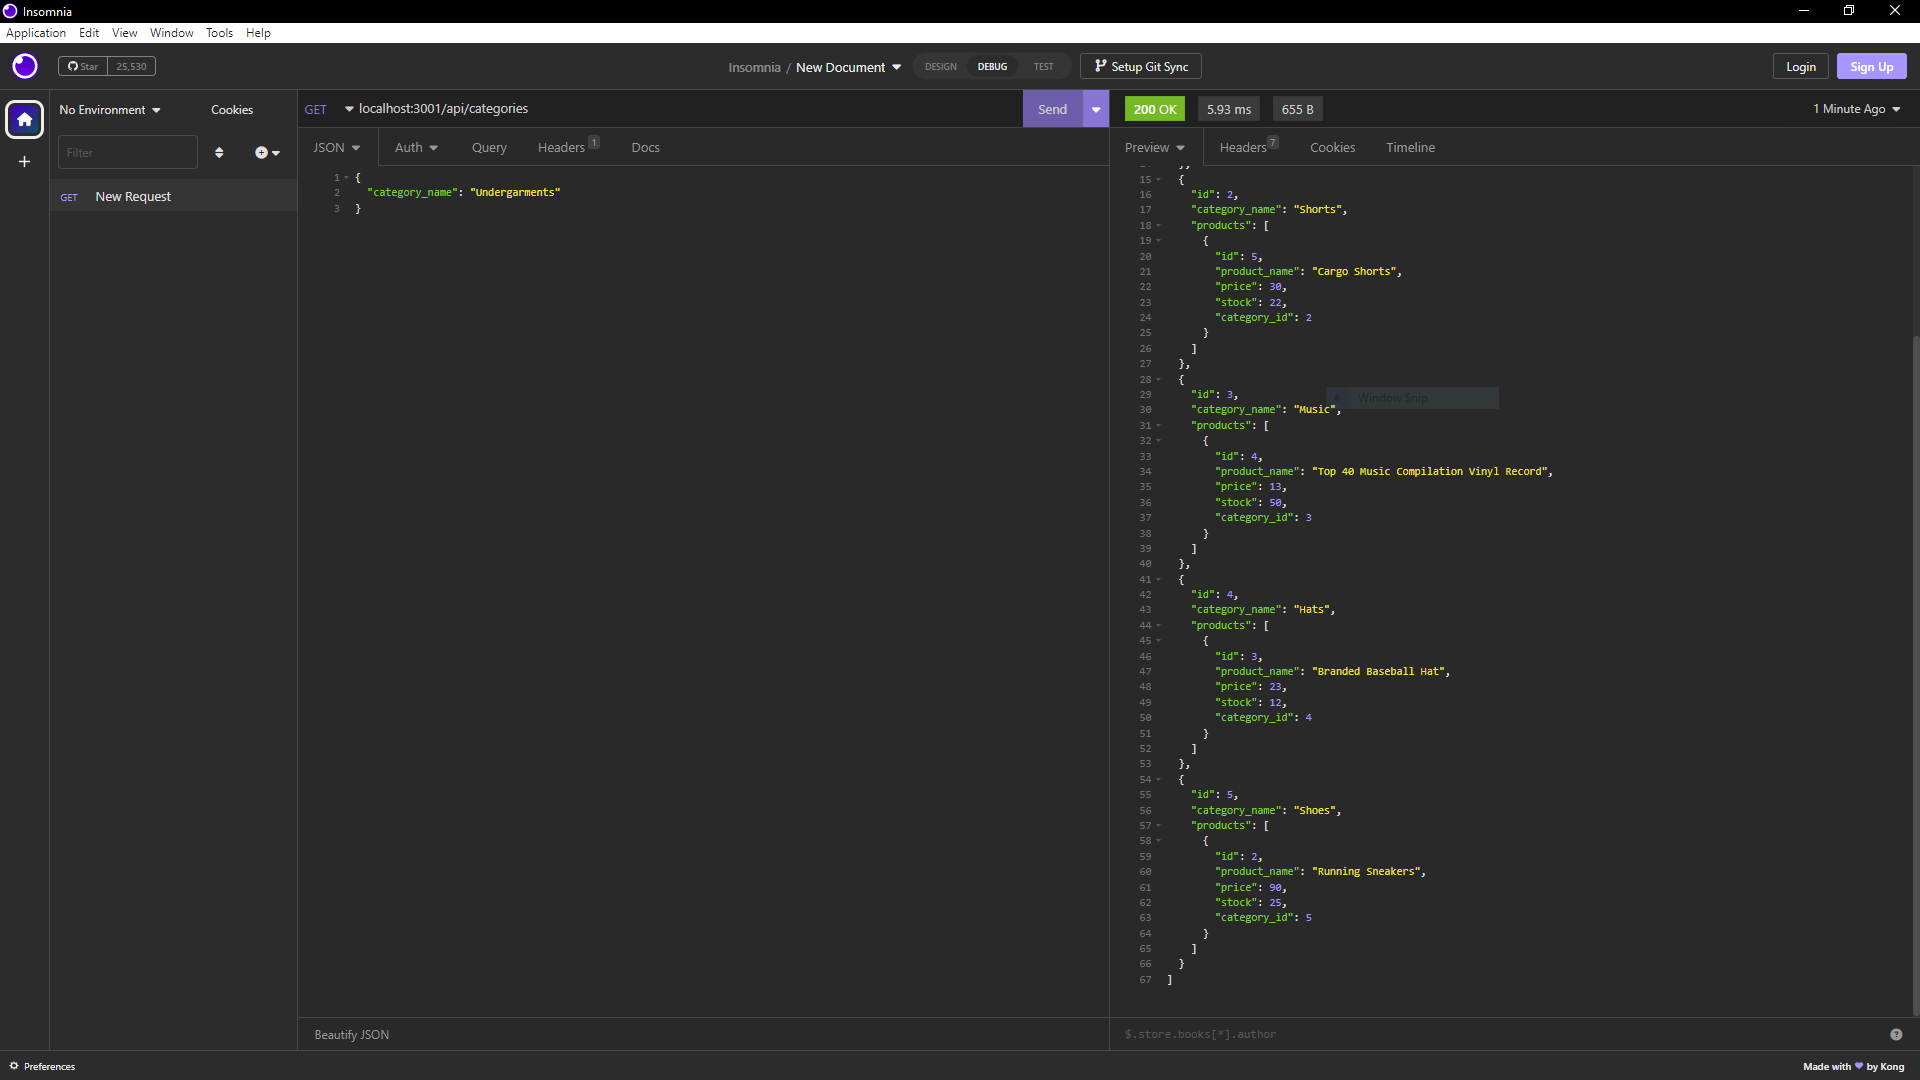 Insomnia
Application Edit View Window Tools Help
Star 25,530
Insomnia / New Document
DESIGN DEBUG TEST
Setup Git Sync
Login
Sign Up
No Environment
Cookies
Filter
GET New Request
GET localhost:3001/api/categories
Send
JSON Auth Query Headers 1 Docs
1 {
2 "category_name": "Undergarments"
3 }
Beautify JSON
200 OK 5.93 ms 655 B
1 Minute Ago
Preview Headers 7 Cookies Timeline
15 {
16 "id": 2,
17 "category_name": "Shorts",
18 "products": [
19 {
20 "id": 5,
21 "product_name": "Cargo Shorts",
22 "price": 30,
23 "stock": 22,
24 "category_id": 2
25 }
26 ]
27 },
28 {
29 "id": 3,
Window Snip
30 "category_name": "Music",
31 "products": [
32 {
33 "id": 4,
34 "product_name": "Top 40 Music Compilation Vinyl Record",
35 "price": 13,
36 "stock": 50,
37 "category_id": 3
38 }
39 ]
40 },
41 {
42 "id": 4,
43 "category_name": "Hats",
44 "products": [
45 {
46 "id": 3,
47 "product_name": "Branded Baseball Hat",
48 "price": 23,
49 "stock": 12,
50 "category_id": 4
51 }
52 ]
53 },
54 {
55 "id": 5,
56 "category_name": "Shoes",
57 "products": [
58 {
59 "id": 2,
60 "product_name": "Running Sneakers",
61 "price": 90,
62 "stock": 25,
63 "category_id": 5
64 }
65 ]
66 }
67 ]
$.store.books[*].author
Preferences
Made with ♥ by Kong